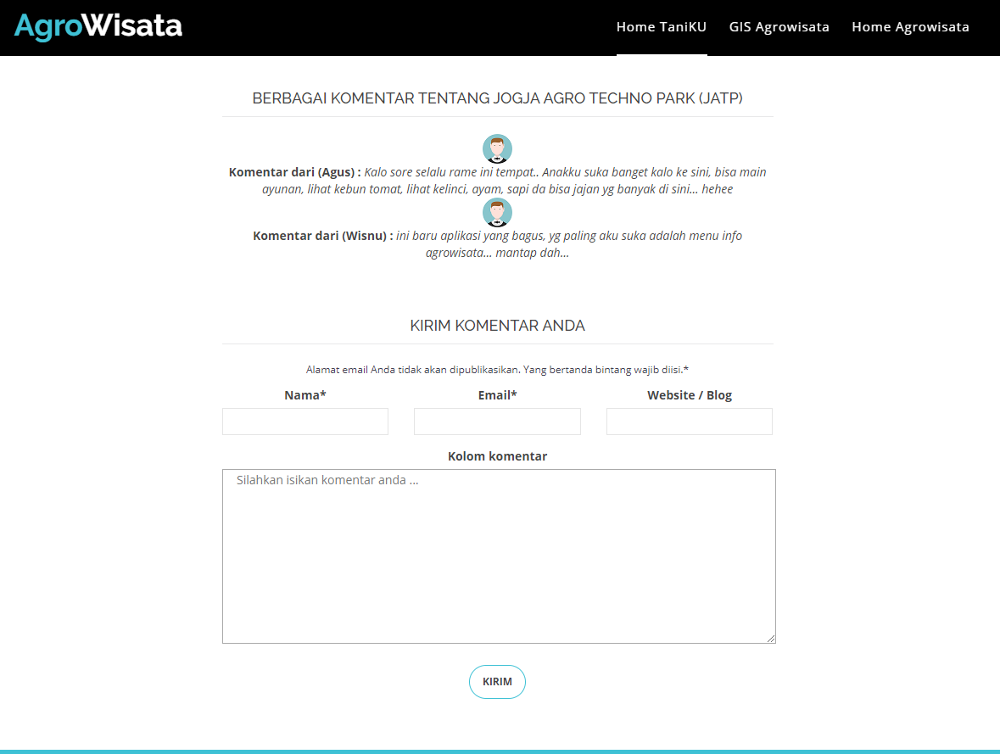 AgroWisata
Home TaniKU GIS Agrowisata Home Agrowisata
BERBAGAI KOMENTAR TENTANG JOGJA AGRO TECHNO PARK (JATP)
Komentar dari (Agus) : Kalo sore selalu rame ini tempat.. Anakku suka banget kalo ke sini, bisa main
ayunan, lihat kebun tomat, lihat kelinci, ayam, sapi da bisa jajan yg banyak di sini... hehee
Komentar dari (Wisnu) : ini baru aplikasi yang bagus, yg paling aku suka adalah menu info
agrowisata... mantap dah...
KIRIM KOMENTAR ANDA
Alamat email Anda tidak akan dipublikasikan. Yang bertanda bintang wajib diisi.*
Nama* Email* Website / Blog
Kolom komentar
Silahkan isikan komentar anda ...
KIRIM